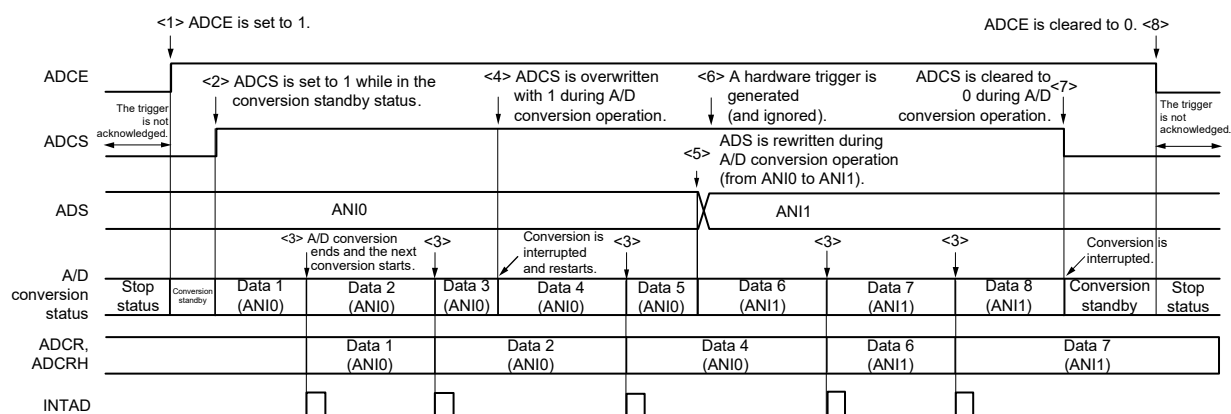 <1> ADCE is set to 1.
ADCE is cleared to 0. <8>
ADCE
The trigger
is not
acknowledged.
<2> ADCS is set to 1 while in the
conversion standby status.
<4> ADCS is overwritten
with 1 during A/D
conversion operation.
<6> A hardware trigger is
generated
(and ignored).
ADCS is cleared to
0 during A/D
conversion operation.
<7>
The trigger
is not
acknowledged.
ADCS
<5>
ADS is rewritten during
A/D conversion operation
(from ANI0 to ANI1).
ADS
ANI0
ANI1
<3> A/D conversion
ends and the next
conversion starts.
<3>
Conversion is
interrupted
and restarts.
<3>
<3>
<3>
Conversion is
interrupted.
A/D
conversion
status
Stop
status
Conversion
standby
Data 1
(ANI0)
Data 2
(ANI0)
Data 3
(ANI0)
Data 4
(ANI0)
Data 5
(ANI0)
Data 6
(ANI1)
Data 7
(ANI1)
Data 8
(ANI1)
Conversion
standby
Stop
status
ADCR,
ADCRH
Data 1
(ANI0)
Data 2
(ANI0)
Data 4
(ANI0)
Data 6
(ANI1)
Data 7
(ANI1)
INTAD